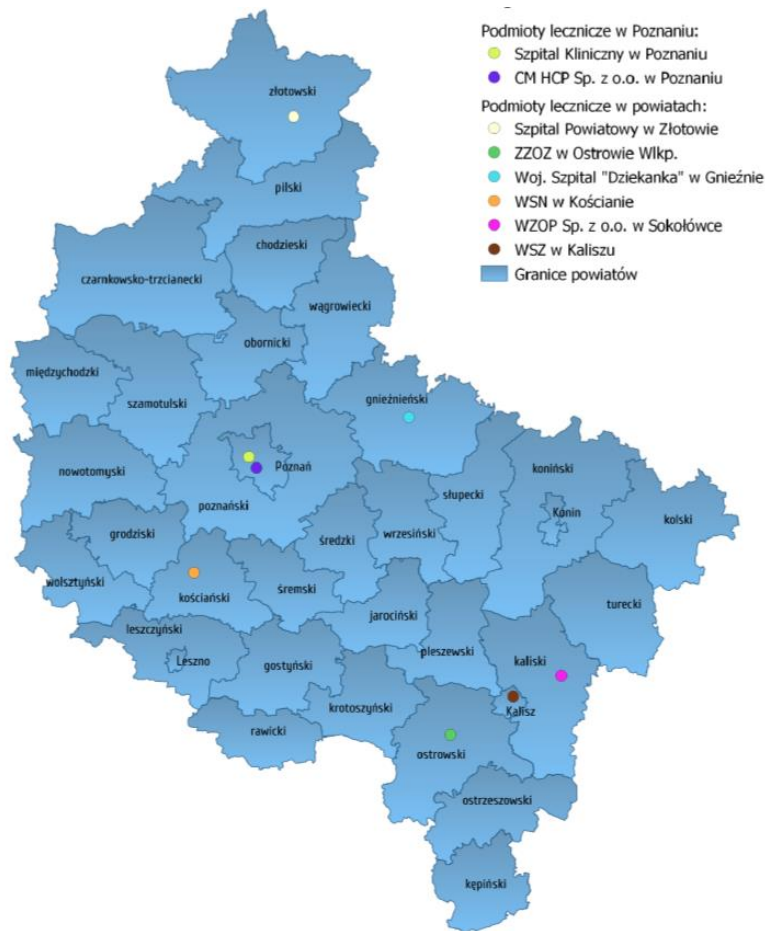 Podmioty lecznicze w Poznaniu:
Szpital Kliniczny w Poznaniu
CM HCP Sp. z o.o. w Poznaniu
Podmioty lecznicze w powiatach:
Szpital Powiatowy w Złotowie
ZZOZ w Ostrowie Wlkp.
Woj. Szpital "Dziekanka" w Gnieźnie
WSN w Kościanie
WZOP Sp. z o.o. w Sokołówce
WSZ w Kaliszu
Granice powiatów
złotowski
pilski
chodzieski
czarnkowsko-trzcianecki
wągrowiecki
obornicki
międzychodzki
szamotulski
gnieźnieński
nowotomyski
Poznań
poznański
słupecki
koniński
Konin
kolski
grodziski
średzki
wrzesiński
wolsztyński
kościański
śremski
jarociński
turecki
leszczyński
Leszno
gostyński
pleszewski
kaliski
krotoszyński
Kalisz
rawicki
ostrowski
ostrzeszowski
kępiński